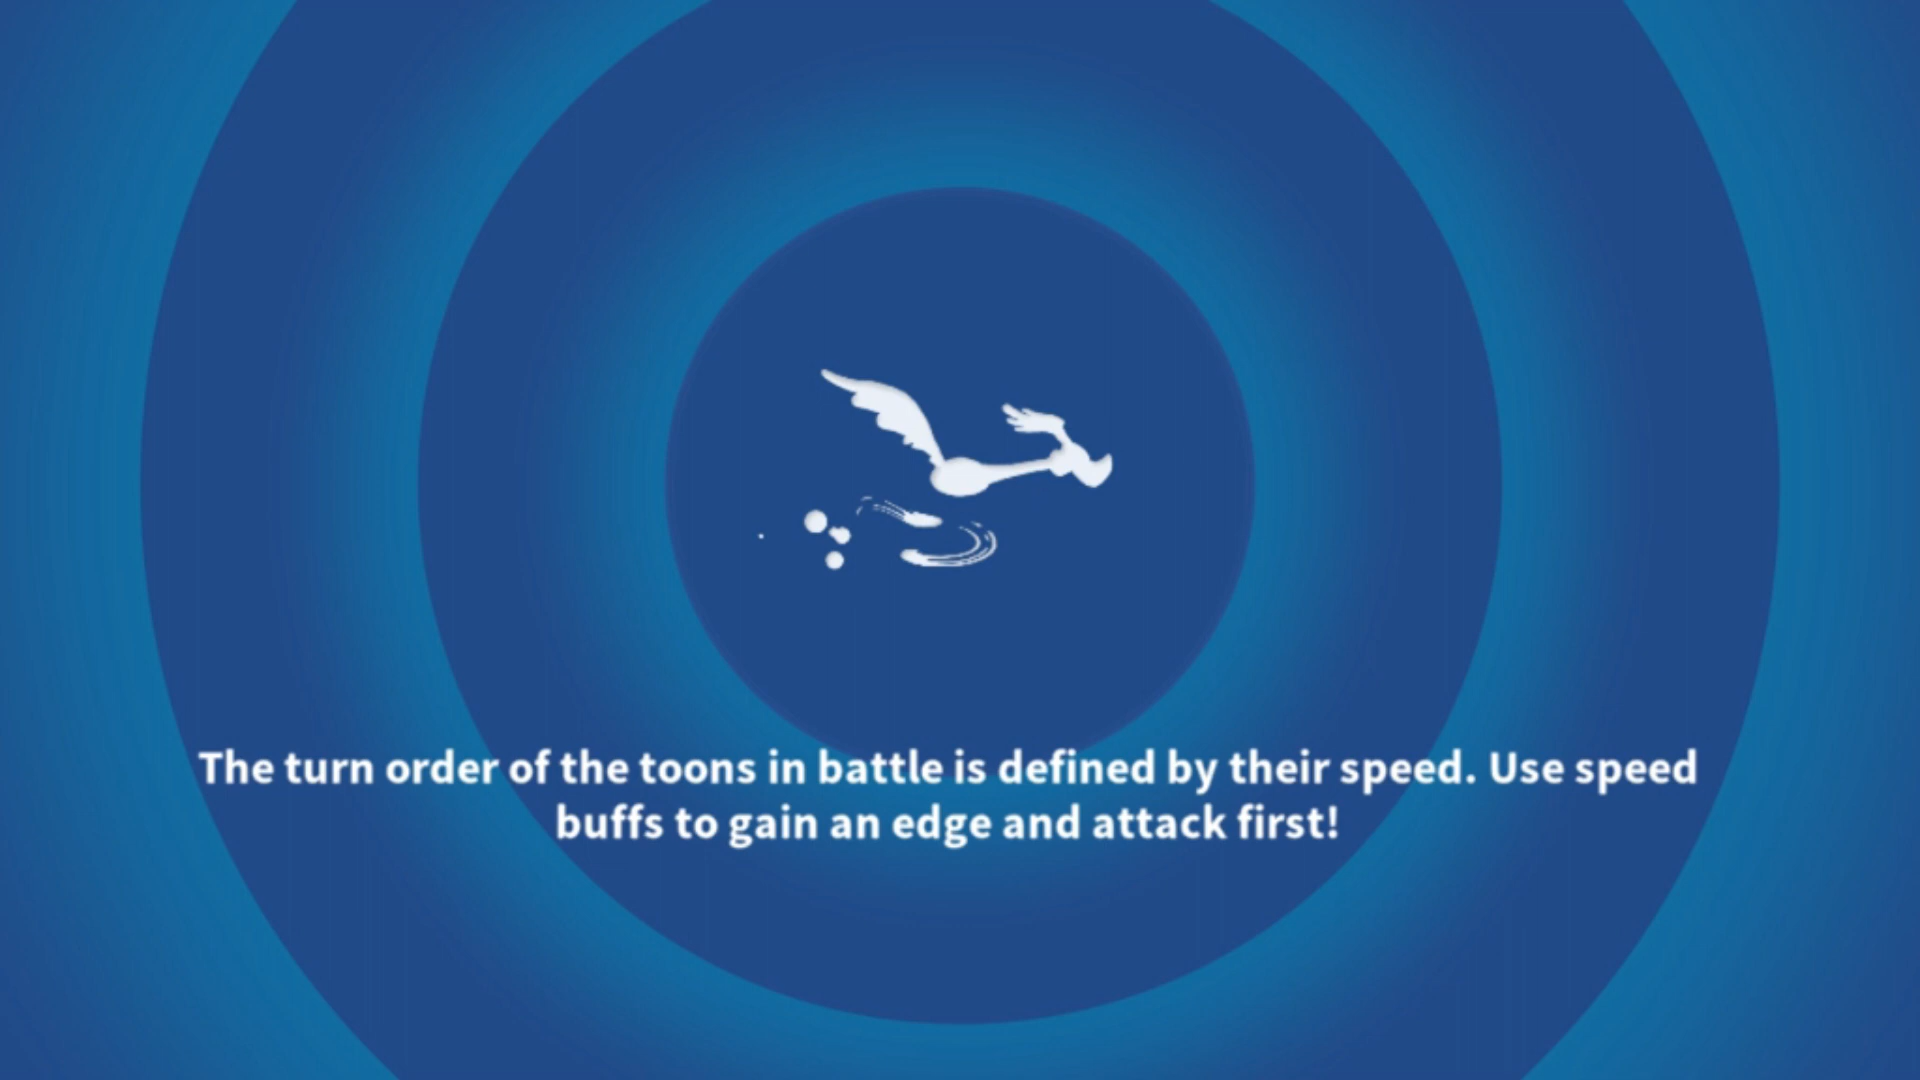 The turn order of the toons in battle is defined by their speed. Use speed
buffs to gain an edge and attack first!